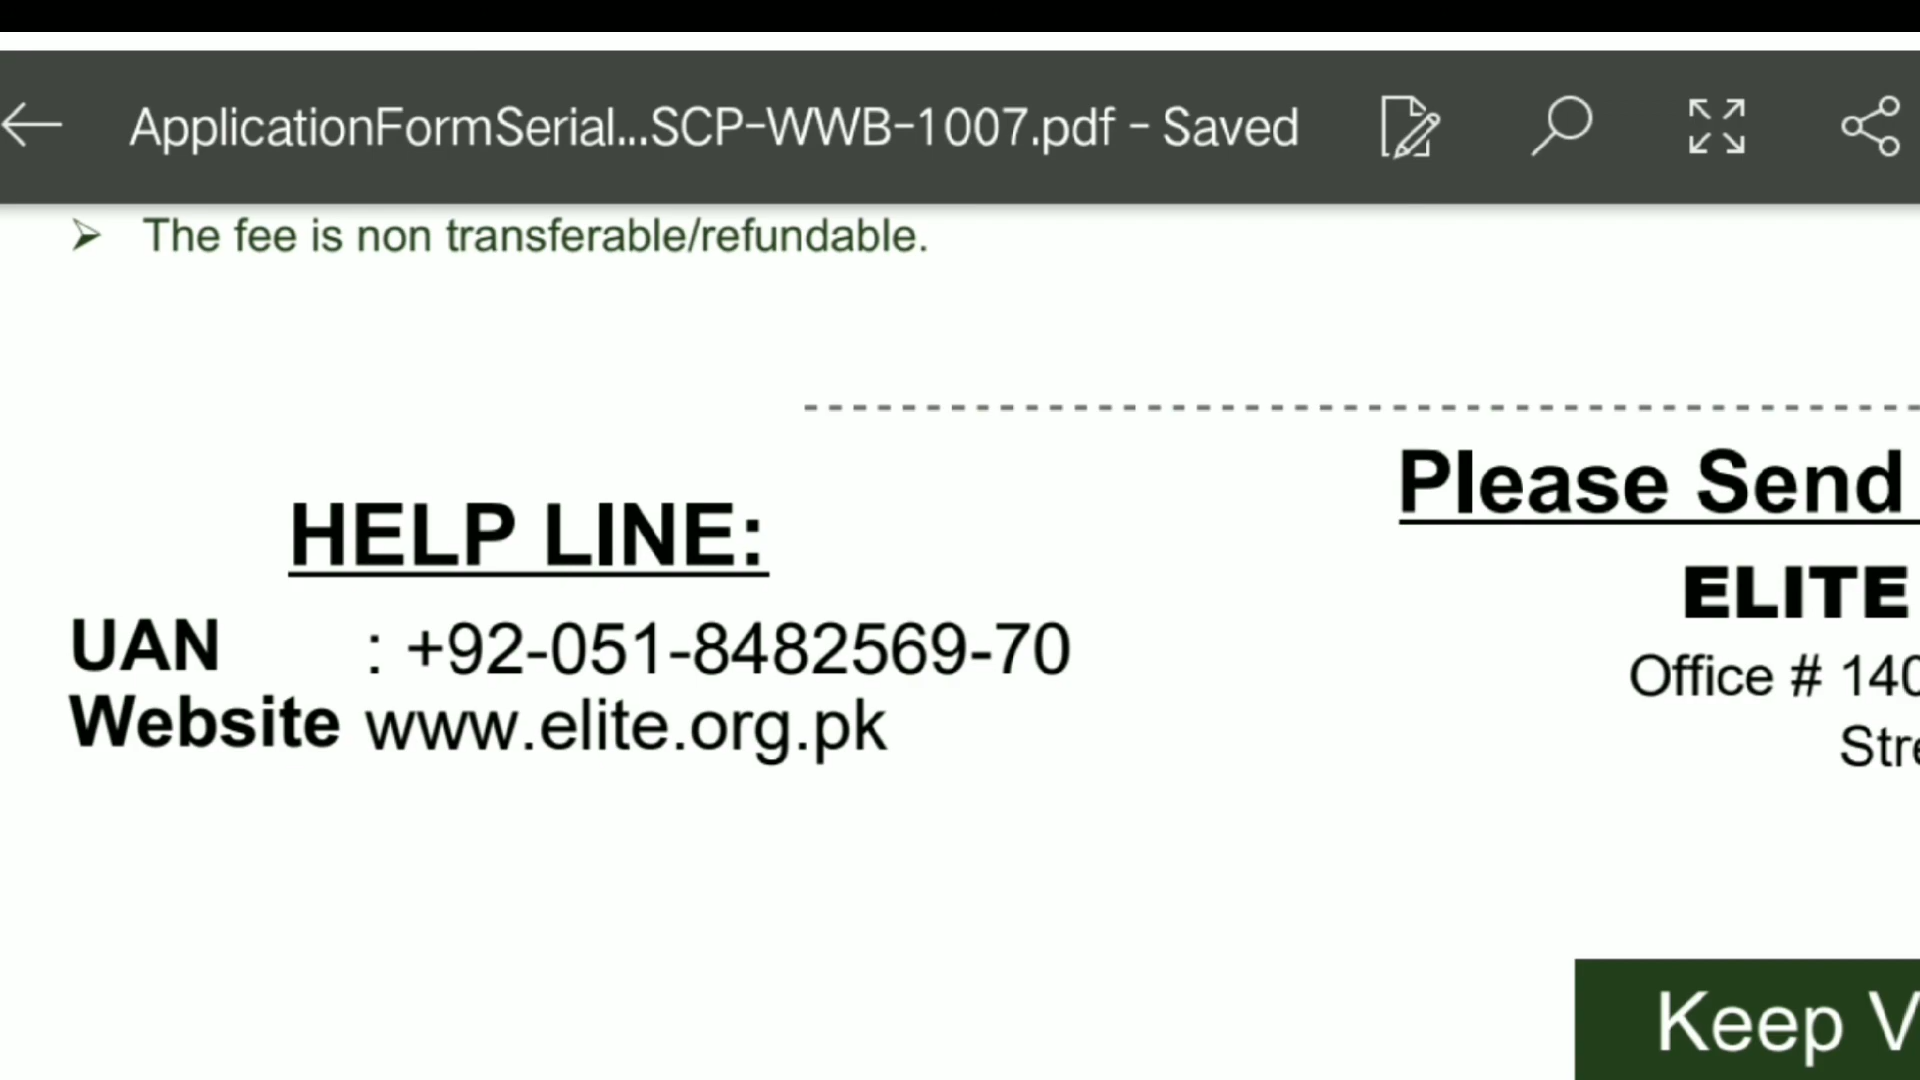 ApplicationFormSerial...SCP-WWB-1007.pdf - Saved
➢ The fee is non transferable/refundable.
Please Send
HELP LINE:
ELITE
UAN : +92-051-8482569-70
Office # 140
Website www.elite.org.pk
Keep